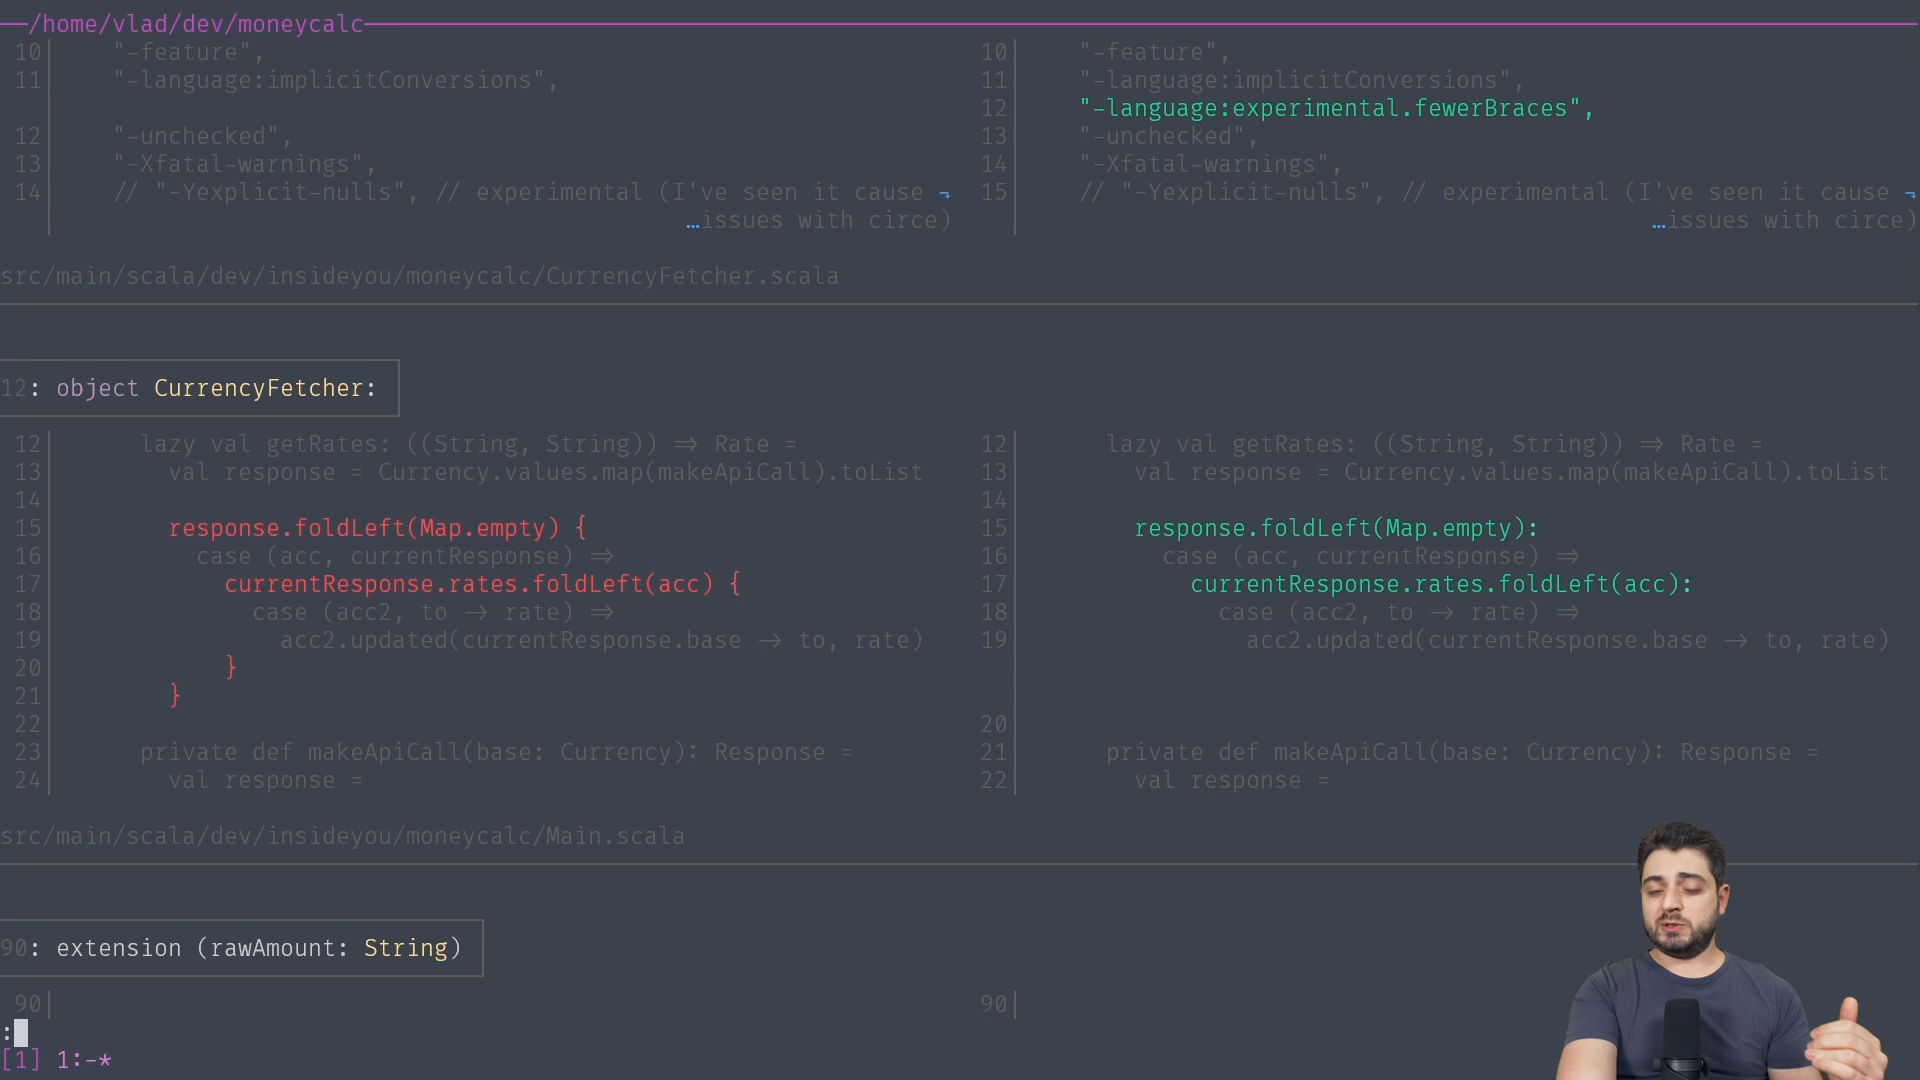 /home/vlad/dev/moneycalc
10 "-feature", 10 "-feature",
11 "-language:implicitConversions", 11 "-language:implicitConversions",
12 "-language:experimental.fewerBraces",
12 "-unchecked", 13 "-unchecked",
13 "-Xfatal-warnings", 14 "-Xfatal-warnings",
14 // "-Yexplicit-nulls", // experimental (I've seen it cause 15 // "-Yexplicit-nulls", // experimental (I've seen it cause
…issues with circe) …issues with circe)
src/main/scala/dev/insideyou/moneycalc/CurrencyFetcher.scala
12: object CurrencyFetcher:
12 lazy val getRates: ((String, String)) ⇒ Rate = 12 lazy val getRates: ((String, String)) ⇒ Rate =
13 val response = Currency.values.map(makeApiCall).toList 13 val response = Currency.values.map(makeApiCall).toList
14 14
15 response.foldLeft(Map.empty) { 15 response.foldLeft(Map.empty):
16 case (acc, currentResponse) ⇒ 16 case (acc, currentResponse) ⇒
17 currentResponse.rates.foldLeft(acc) { 17 currentResponse.rates.foldLeft(acc):
18 case (acc2, to → rate) ⇒ 18 case (acc2, to → rate) ⇒
19 acc2.updated(currentResponse.base → to, rate) 19 acc2.updated(currentResponse.base → to, rate)
20 }
21 }
22 20
23 private def makeApiCall(base: Currency): Response = 21 private def makeApiCall(base: Currency): Response =
24 val response = 22 val response =
src/main/scala/dev/insideyou/moneycalc/Main.scala
90: extension (rawAmount: String)
90 90
:
[1] 1:-*